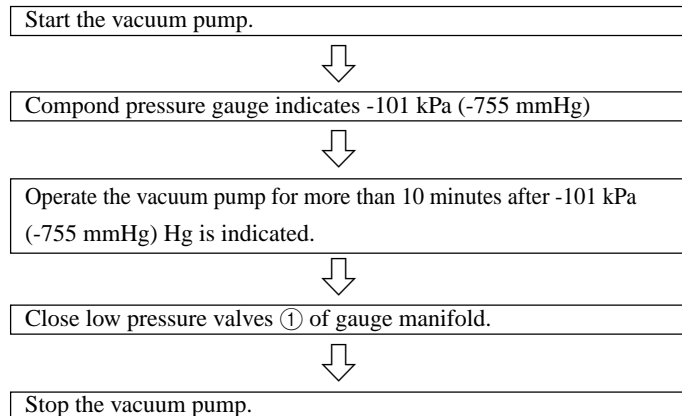 Start the vacuum pump.
Compond pressure gauge indicates -101 kPa (-755 mmHg)
Operate the vacuum pump for more than 10 minutes after -101 kPa
(-755 mmHg) Hg is indicated.
Close low pressure valves ① of gauge manifold.
Stop the vacuum pump.